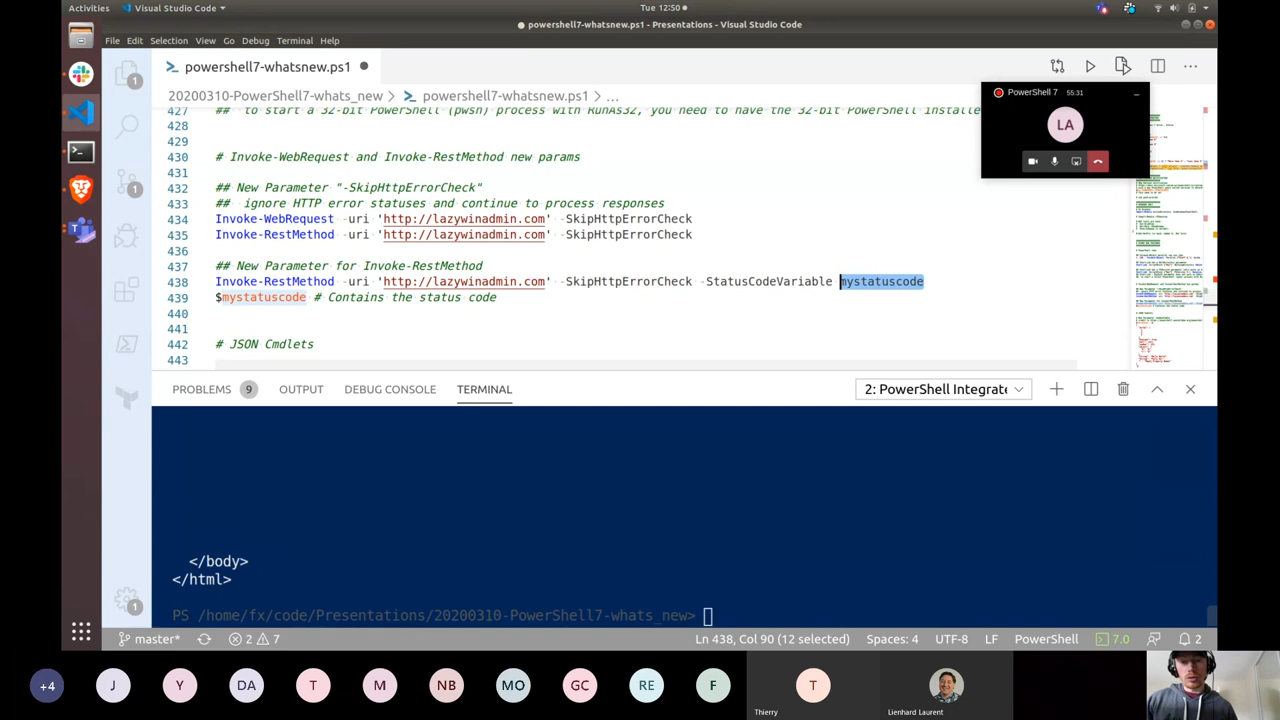 Activities Visual Studio Code Tue 12:50
powershell7-whatsnew.ps1 - Presentations - Visual Studio Code
File Edit Selection View Go Debug Terminal Help
powershell7-whatsnew.ps1
20200310-PowerShell7-whats_new > powershell7-whatsnew.ps1 > ...
427 ## to start a 32-bit PowerShell (pwsh) process with RunAs32, you need to have the 32-bit PowerShell installe
428
429
430 # Invoke-WebRequest and Invoke-RestMethod new params
431
432 ## New Parameter "-SkipHttpErrorCheck"
433 ## ignore HTTP error statuses and continue to process responses
434 Invoke-WebRequest -uri 'http://lazywinadmin.com' -SkipHttpErrorCheck
435 Invoke-RestMethod -uri 'http://lazywinadmin.com' -SkipHttpErrorCheck
436
437 ## New Parameter for Invoke-RestMethod
438 Invoke-RestMethod -uri 'http://lazywinadmin.com' -SkipHttpErrorCheck -StatusCodeVariable mystatuscode
439 $mystatuscode # Contains the status code
440
441
442 # JSON Cmdlets
443
PowerShell 7 55:31
LA
1
1
1
PROBLEMS 9 OUTPUT DEBUG CONSOLE TERMINAL 2: PowerShell Integrate
</body>
</html>
PS /home/fx/code/Presentations/20200310-PowerShell7-whats_new>
master* 2 7 Ln 438, Col 90 (12 selected) Spaces: 4 UTF-8 LF PowerShell 7.0 2
+4 J Y DA T M NB MO GC RE F T
Thierry Lienhard Laurent